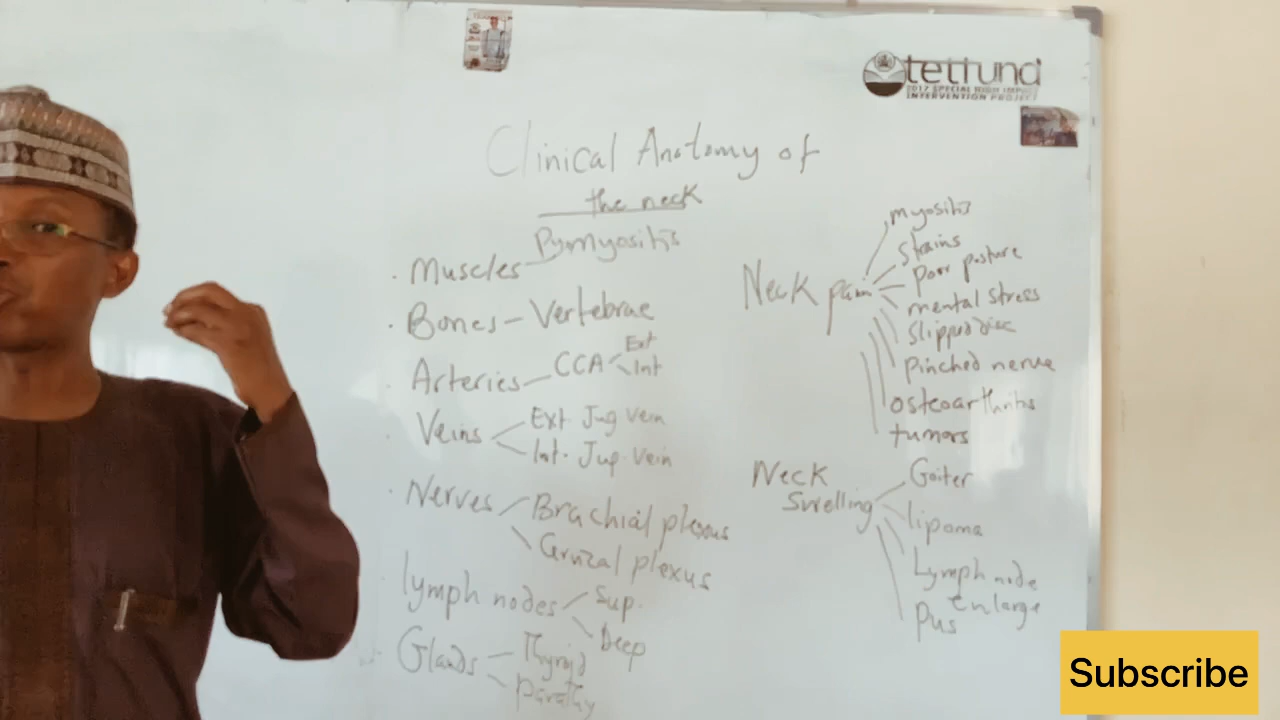 tetfund
2017 SPECIAL HIGH IMPACT
INTERVENTION PROJECT
Clinical Anatomy of
the neck
Pyomyositis
. Muscles
. Bones - Vertebrae
Arteries - CCA Ext
Int
Veins Ext Jug Vein
Int. Jug. Vein
Nerves Brachial plexus
Cervical plexus
lymph nodes Sup.
Deep
Glands Thyroid
Parathy
Neck pain
myositis
Strains
Poor posture
mental stress
Slipped disc
Pinched nerve
osteoarthritis
tumors
Neck
Swelling
Goiter
lipoma
Lymph node
Enlarge
Pus
Subscribe